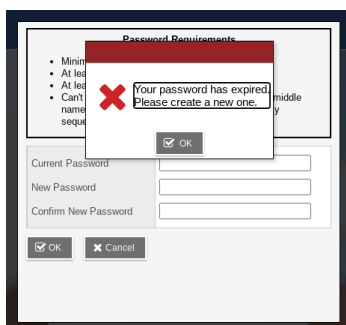 Password Requirements
Minim
At lea
At lea
Can't middle
name y
seque
Your password has expired.
Please create a new one.
OK
Current Password
New Password
Confirm New Password
OK Cancel